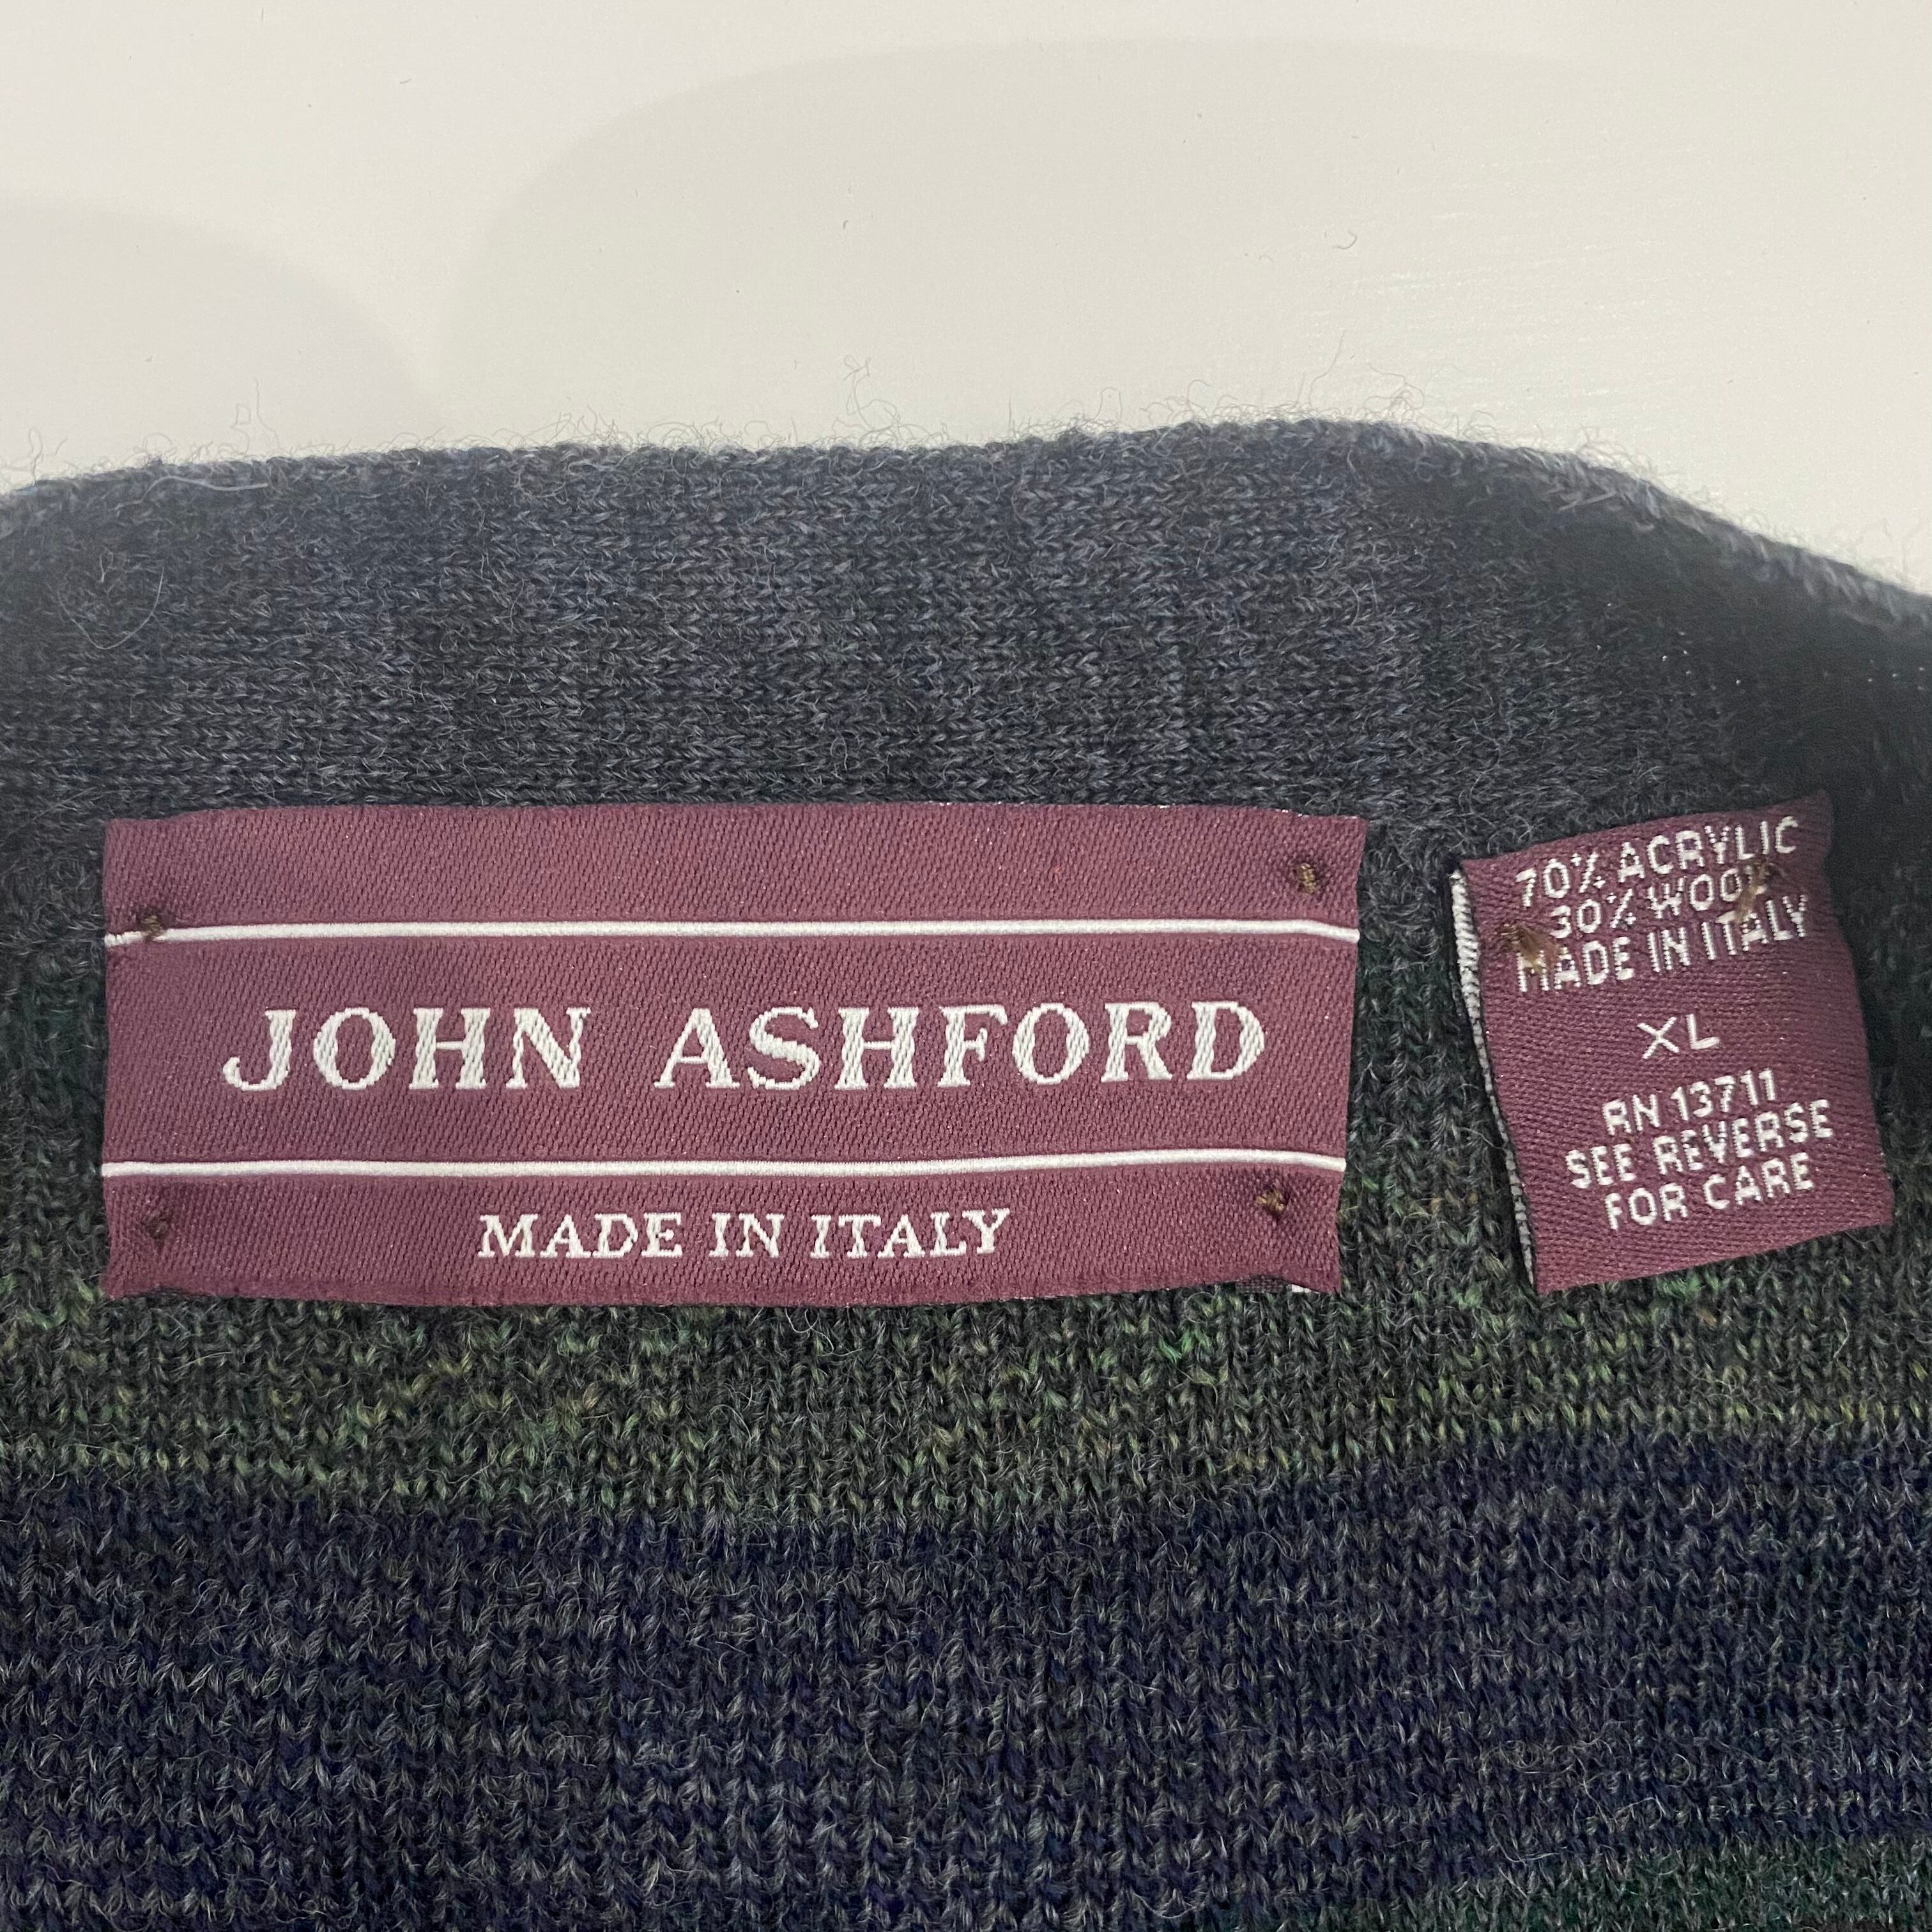 JOHN ASHFORD
MADE IN ITALY
70% ACRYLIC
30% WOOL
MADE IN ITALY
XL
RN 13711
SEE REVERSE
FOR CARE